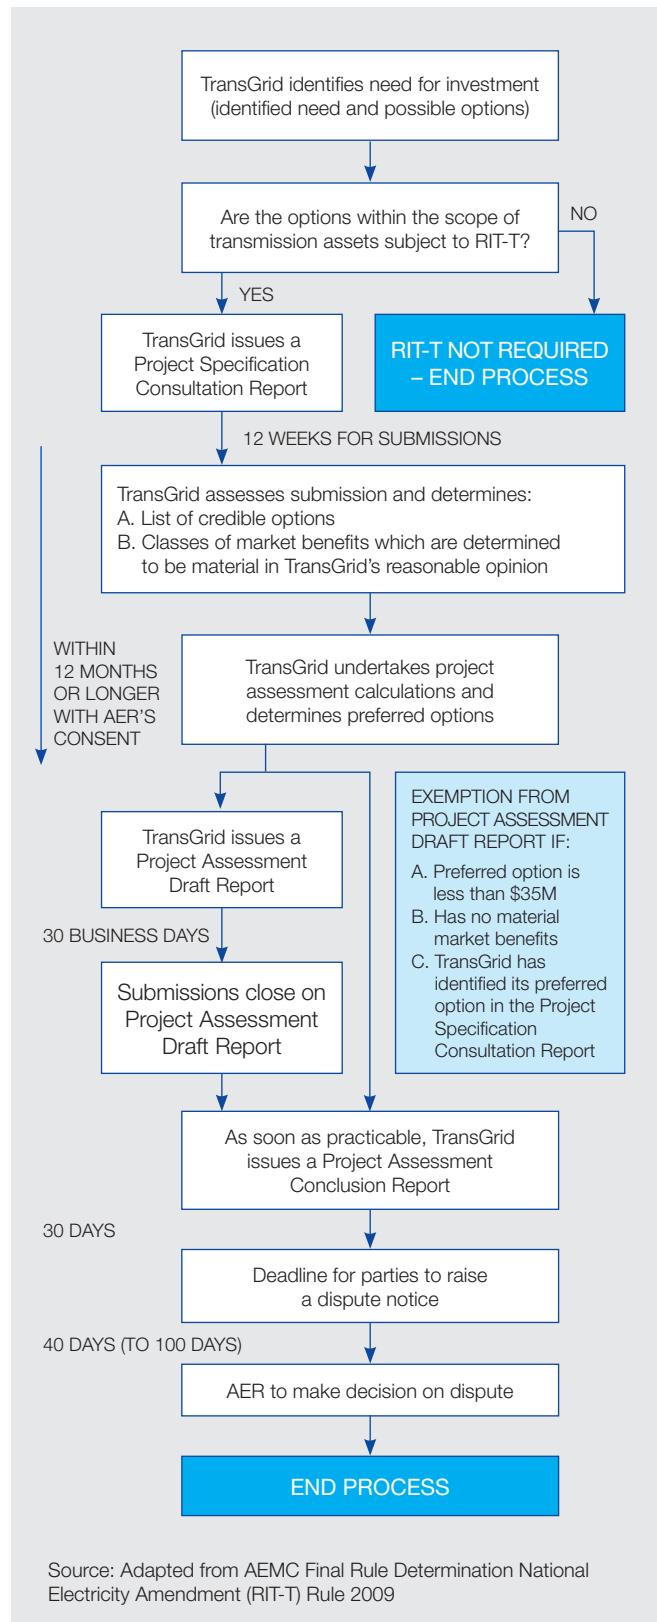 TransGrid identifies need for investment
(identified need and possible options)
Are the options within the scope of
transmission assets subject to RIT-T?
NO
YES
TransGrid issues a
Project Specification
Consultation Report
RIT-T NOT REQUIRED
– END PROCESS
12 WEEKS FOR SUBMISSIONS
TransGrid assesses submission and determines:
A. List of credible options
B. Classes of market benefits which are determined
to be material in TransGrid’s reasonable opinion
WITHIN
12 MONTHS
OR LONGER
WITH AER’S
CONSENT
TransGrid undertakes project
assessment calculations and
determines preferred options
TransGrid issues a
Project Assessment
Draft Report
EXEMPTION FROM
PROJECT ASSESSMENT
DRAFT REPORT IF:
A. Preferred option is
less than $35M
B. Has no material
market benefits
C. TransGrid has
identified its preferred
option in the Project
Specification
Consultation Report
30 BUSINESS DAYS
Submissions close on
Project Assessment
Draft Report
As soon as practicable, TransGrid
issues a Project Assessment
Conclusion Report
30 DAYS
Deadline for parties to raise
a dispute notice
40 DAYS (TO 100 DAYS)
AER to make decision on dispute
END PROCESS
Source: Adapted from AEMC Final Rule Determination National
Electricity Amendment (RIT-T) Rule 2009